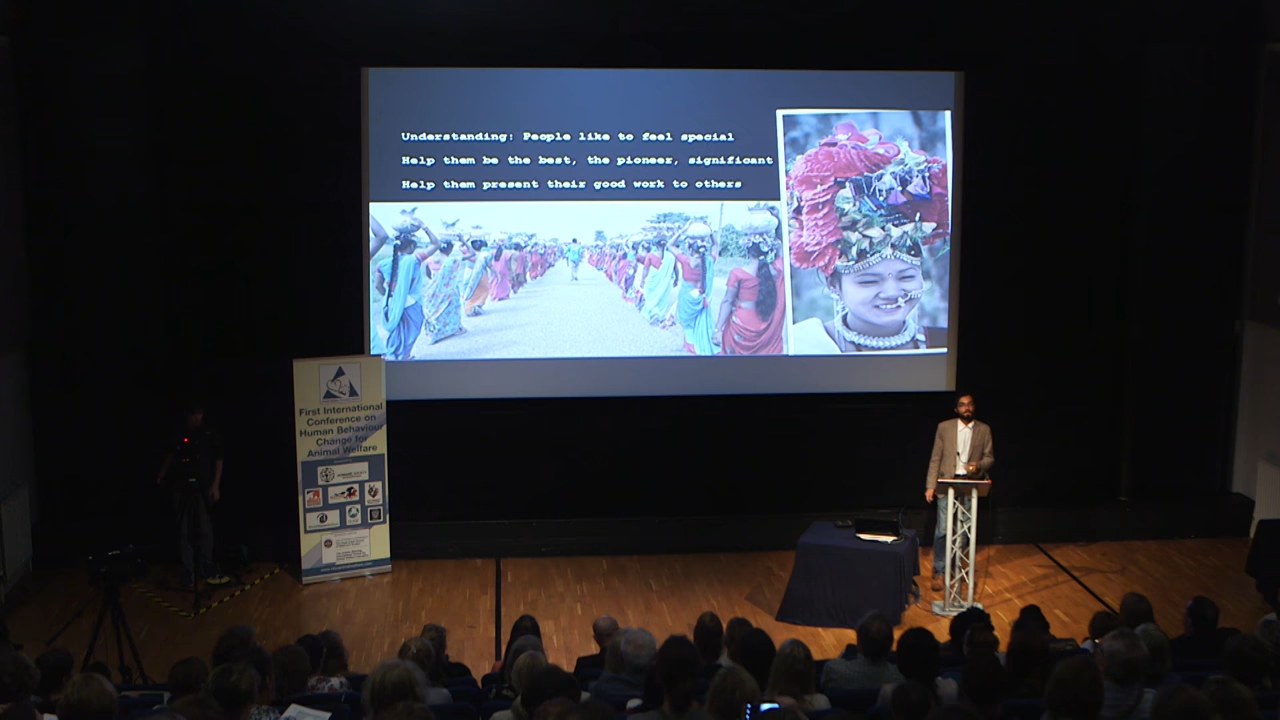 Understanding: People like to feel special
Help them be the best, the pioneer, significant
Help them present their good work to others
First International
Conference on
Human Behaviour
Change for
Animal Welfare